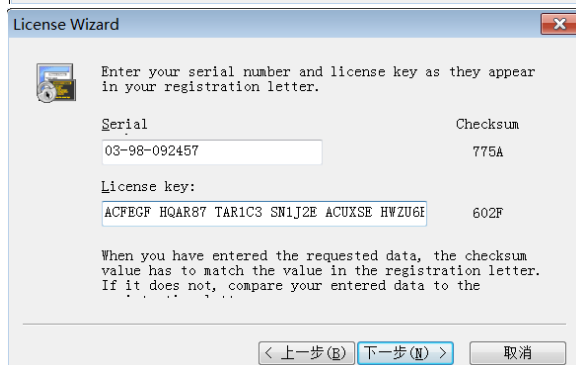 License Wizard
Enter your serial number and license key as they appear
in your registration letter.
Serial Checksum
03-98-092457 775A
License key:
ACFEGF HQAR87 TAR1C3 SN1J2E ACUXSE 602F
When you have entered the requested data, the checksum
value has to match the value in the registration letter.
If it does not, compare your entered data to the
< 上一步(B) 下一步(N) > 取消